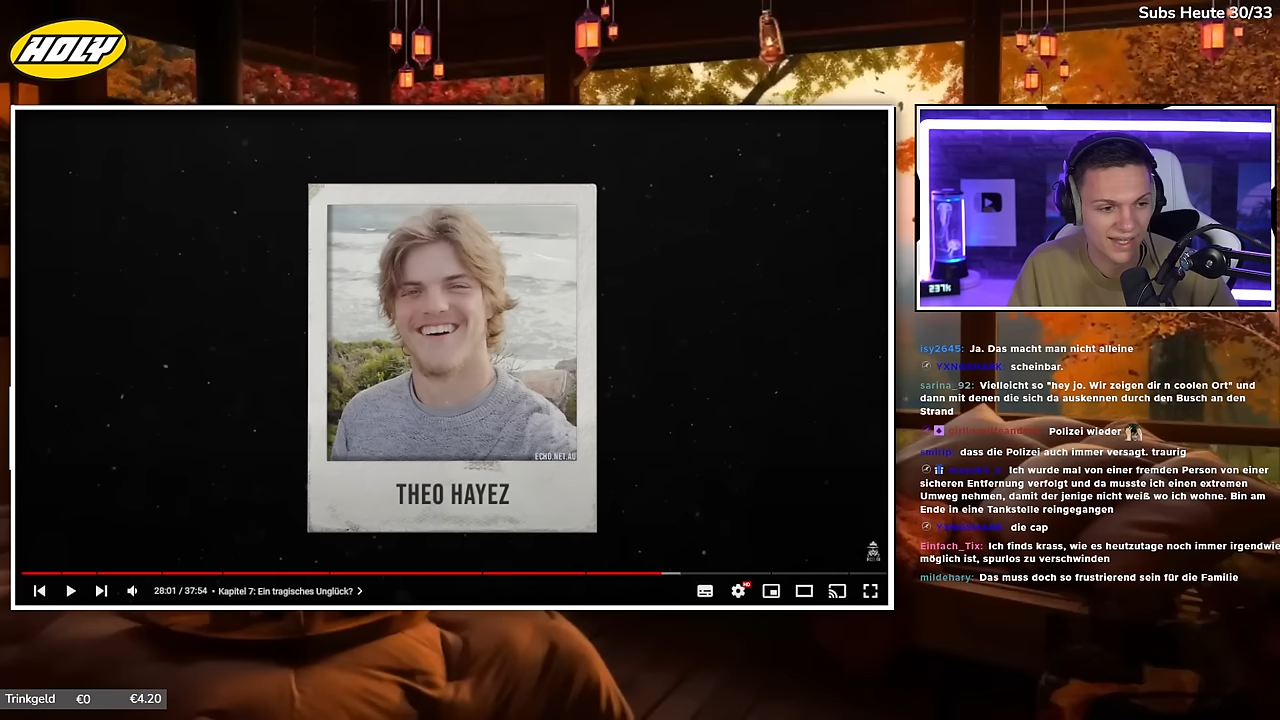 Subs Heute 30/33
HOLY
ECHO.NET.AU
THEO HAYEZ
28:01 / 37:54 • Kapitel 7: Ein tragisches Unglück?
HD
237k
isy2645: Ja. Das macht man nicht alleine
scheinbar.
sarina_92: Vielleicht so "hey jo. Wir zeigen dir n coolen Ort" und
dann mit denen die sich da auskennen durch den Busch an den
Strand
Polizei wieder
dass die Polizei auch immer versagt. traurig
Ich wurde mal von einer fremden Person von einer
sicheren Entfernung verfolgt und da musste ich einen extremen
Umweg nehmen, damit der jenige nicht weiß wo ich wohne. Bin am
Ende in eine Tankstelle reingegangen
die cap
Einfach_Tix: Ich finds krass, wie es heutzutage noch immer irgendwie
möglich ist, spurlos zu verschwinden
mildehary: Das muss doch so frustrierend sein für die Familie
Trinkgeld €0 €4.20